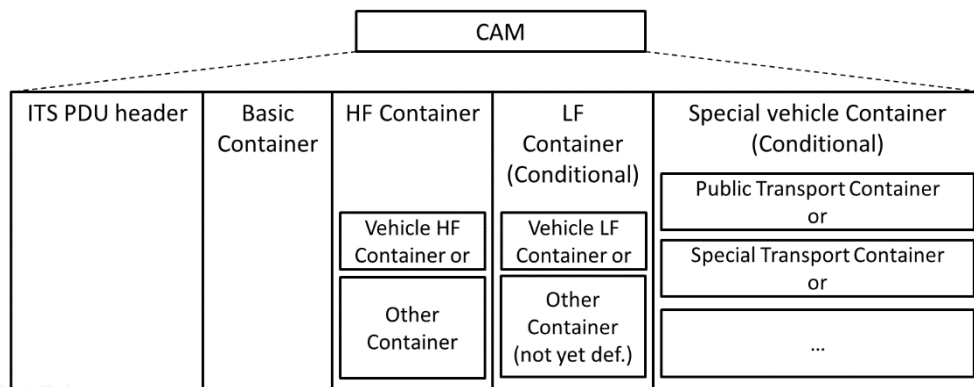 CAM
ITS PDU header
Basic
Container
HF Container
Vehicle HF
Container or
Other
Container
LF
Container
(Conditional)
Vehicle LF
Container or
Other
Container
(not yet def.)
Special vehicle Container
(Conditional)
Public Transport Container
or
Special Transport Container
or
...